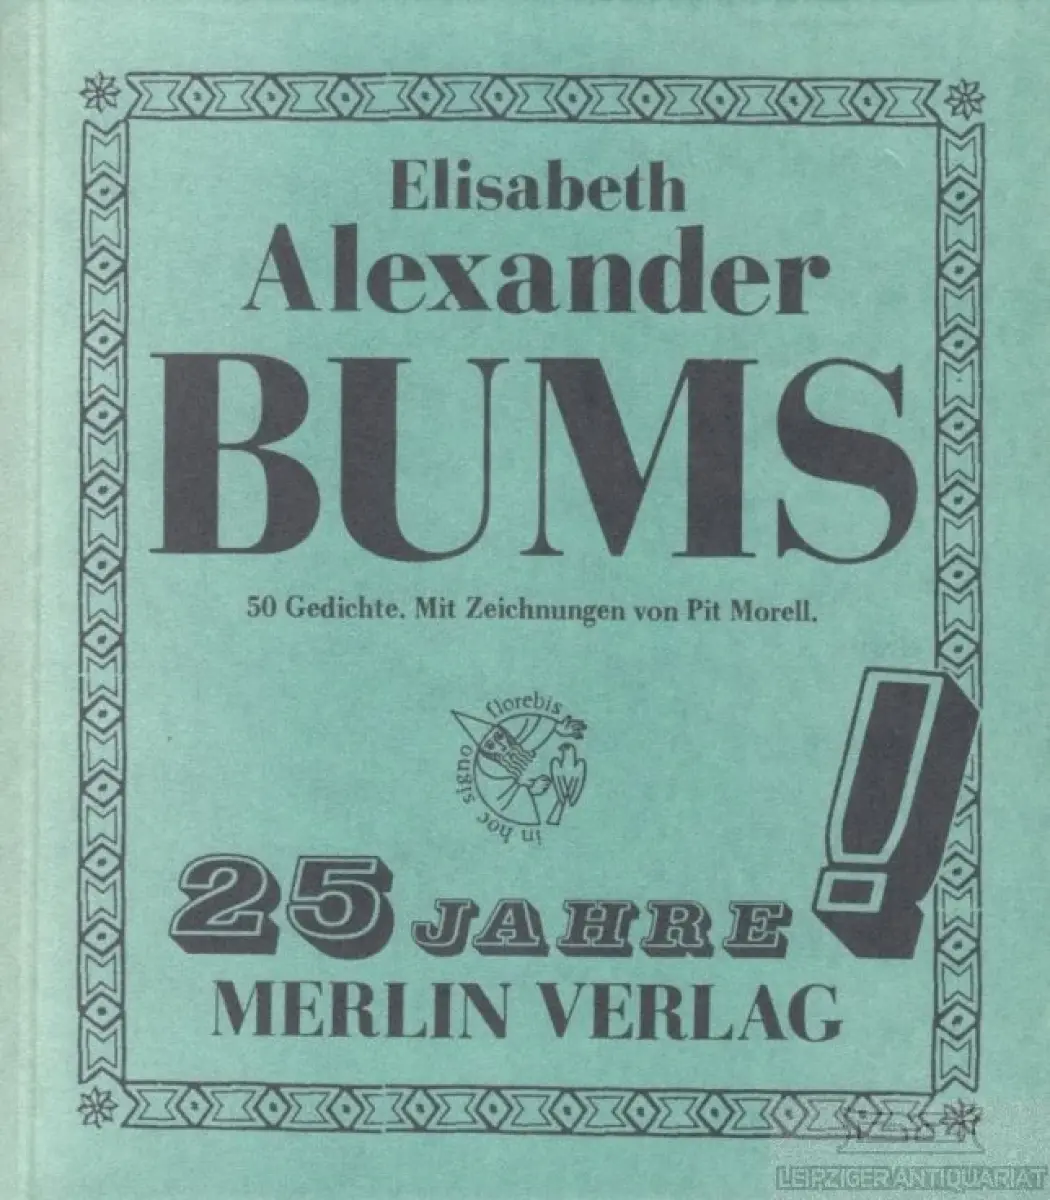 Elisabeth
Alexander
BUMS
50 Gedichte. Mit Zeichnungen von Pit Morell.
in hoc signo florebis
25 JAHRE!
MERLIN VERLAG
LEIPZIGER ANTIQUARIAT